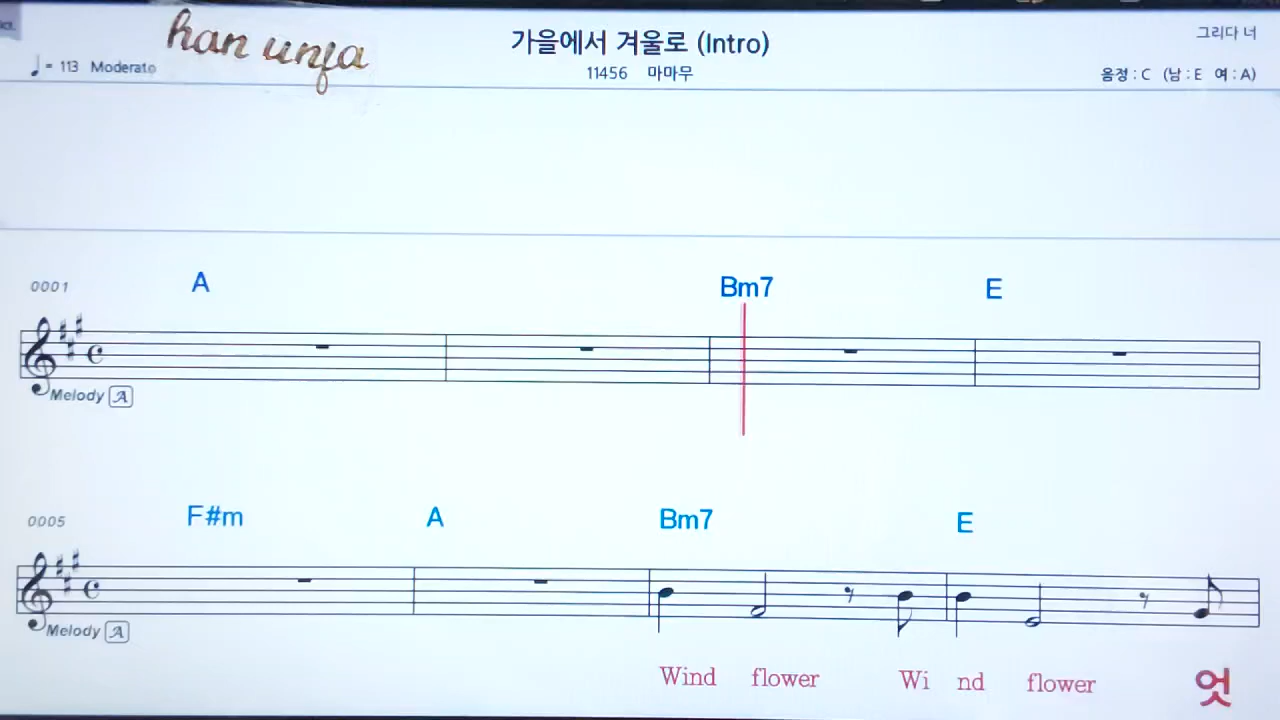 han unfa
가을에서 겨울로 (Intro)
그리다 너
♩= 113 Moderato
11456 마마무
음정 : C (남 : E 여 : A)
0001 A Bm7 E
Melody A
0005 F#m A Bm7 E
Melody A
Wind flower Wi nd flower 엇